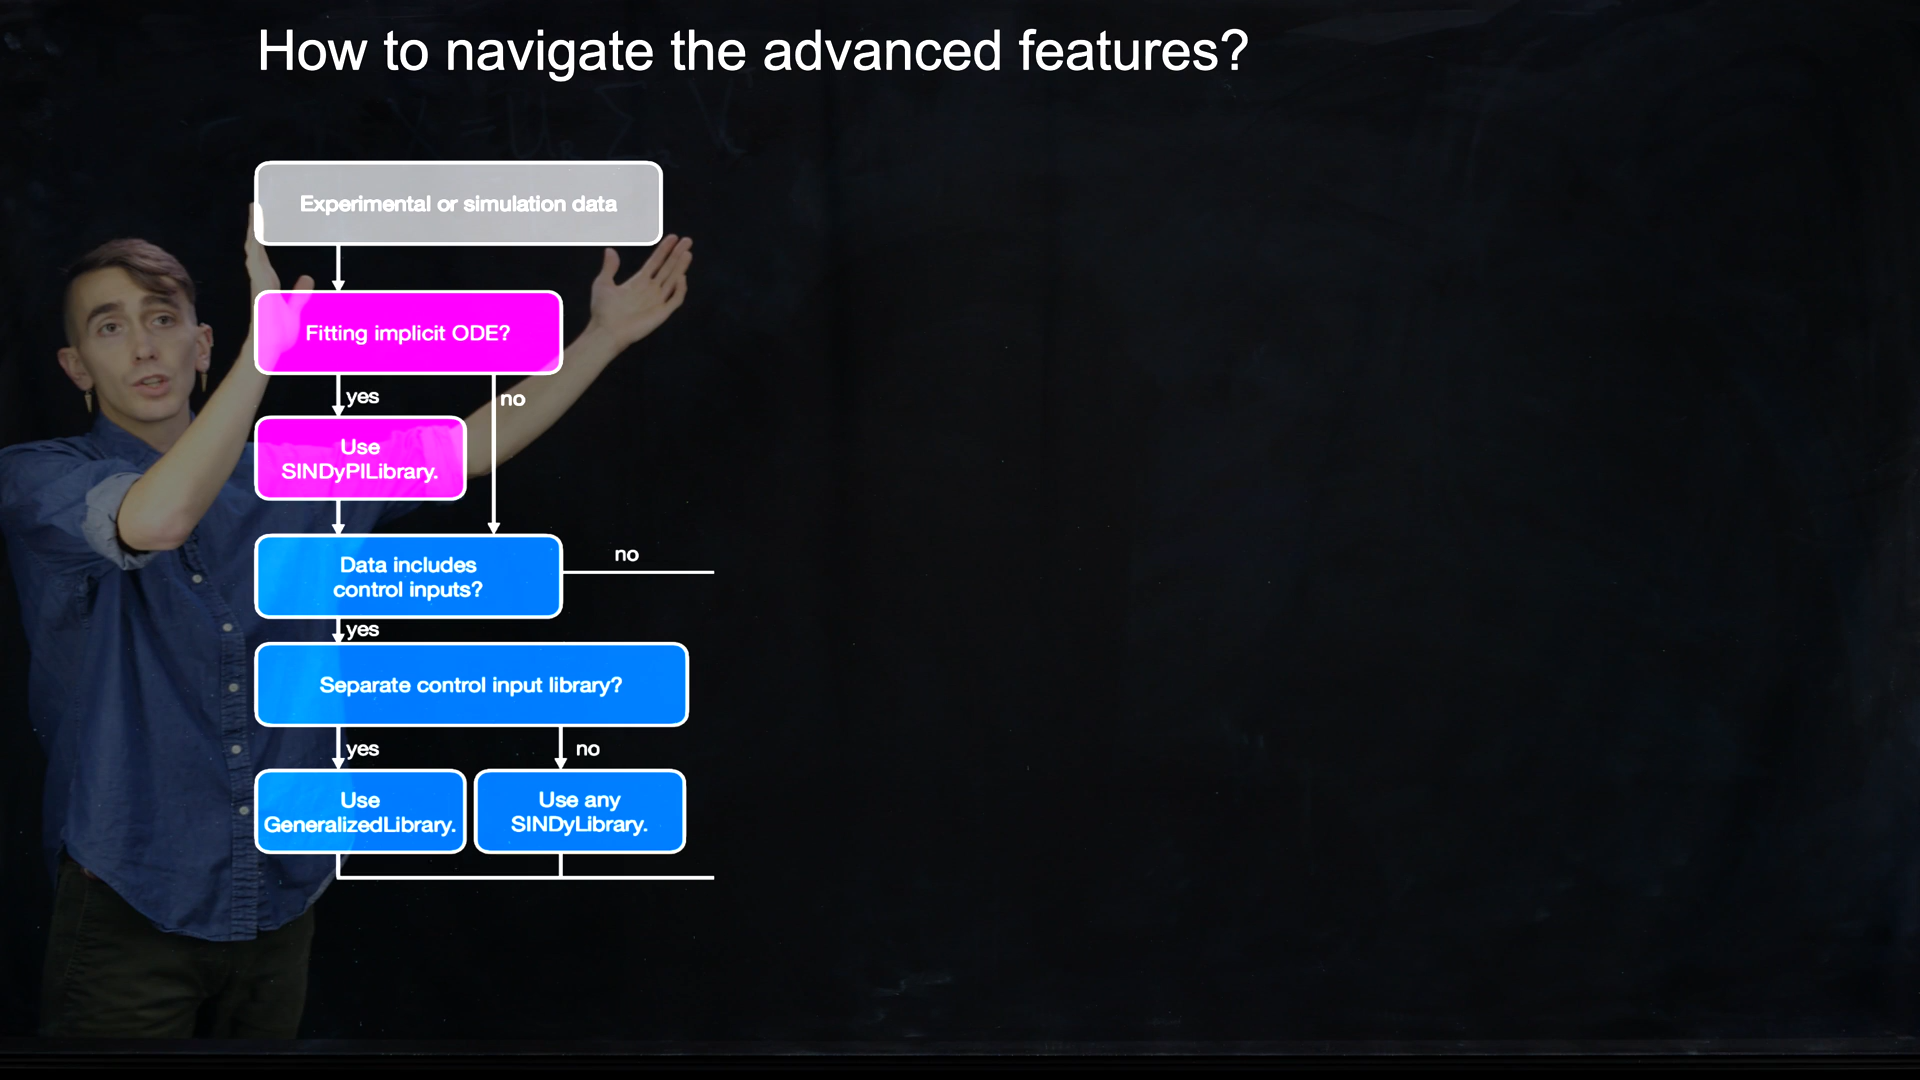 How to navigate the advanced features?
Experimental or simulation data
Fitting implicit ODE?
yes
no
Use
SINDyPILibrary.
Data includes
control inputs?
no
yes
Separate control input library?
yes
no
Use
GeneralizedLibrary.
Use any
SINDyLibrary.